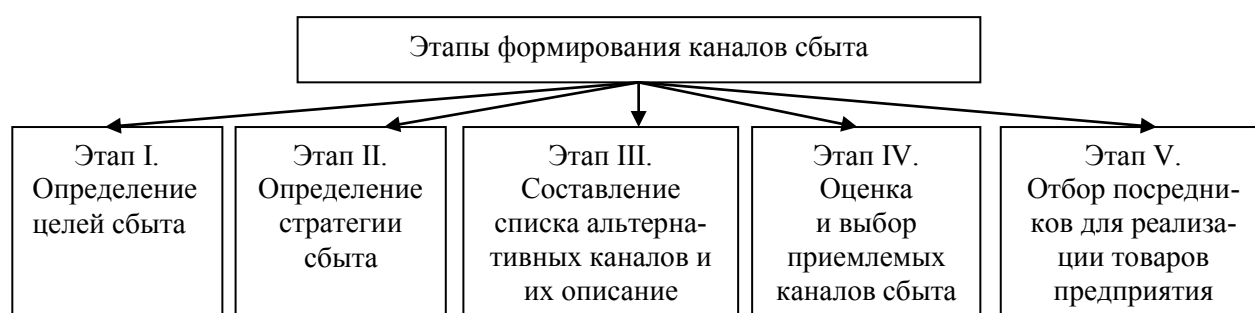 Этапы формирования каналов сбыта
Этап I.
Определение
целей сбыта
Этап II.
Определение
стратегии
сбыта
Этап III.
Составление
списка альтерна-
тивных каналов и
их описание
Этап IV.
Оценка
и выбор
приемлемых
каналов сбыта
Этап V.
Отбор посредни-
ков для реализа-
ции товаров
предприятия